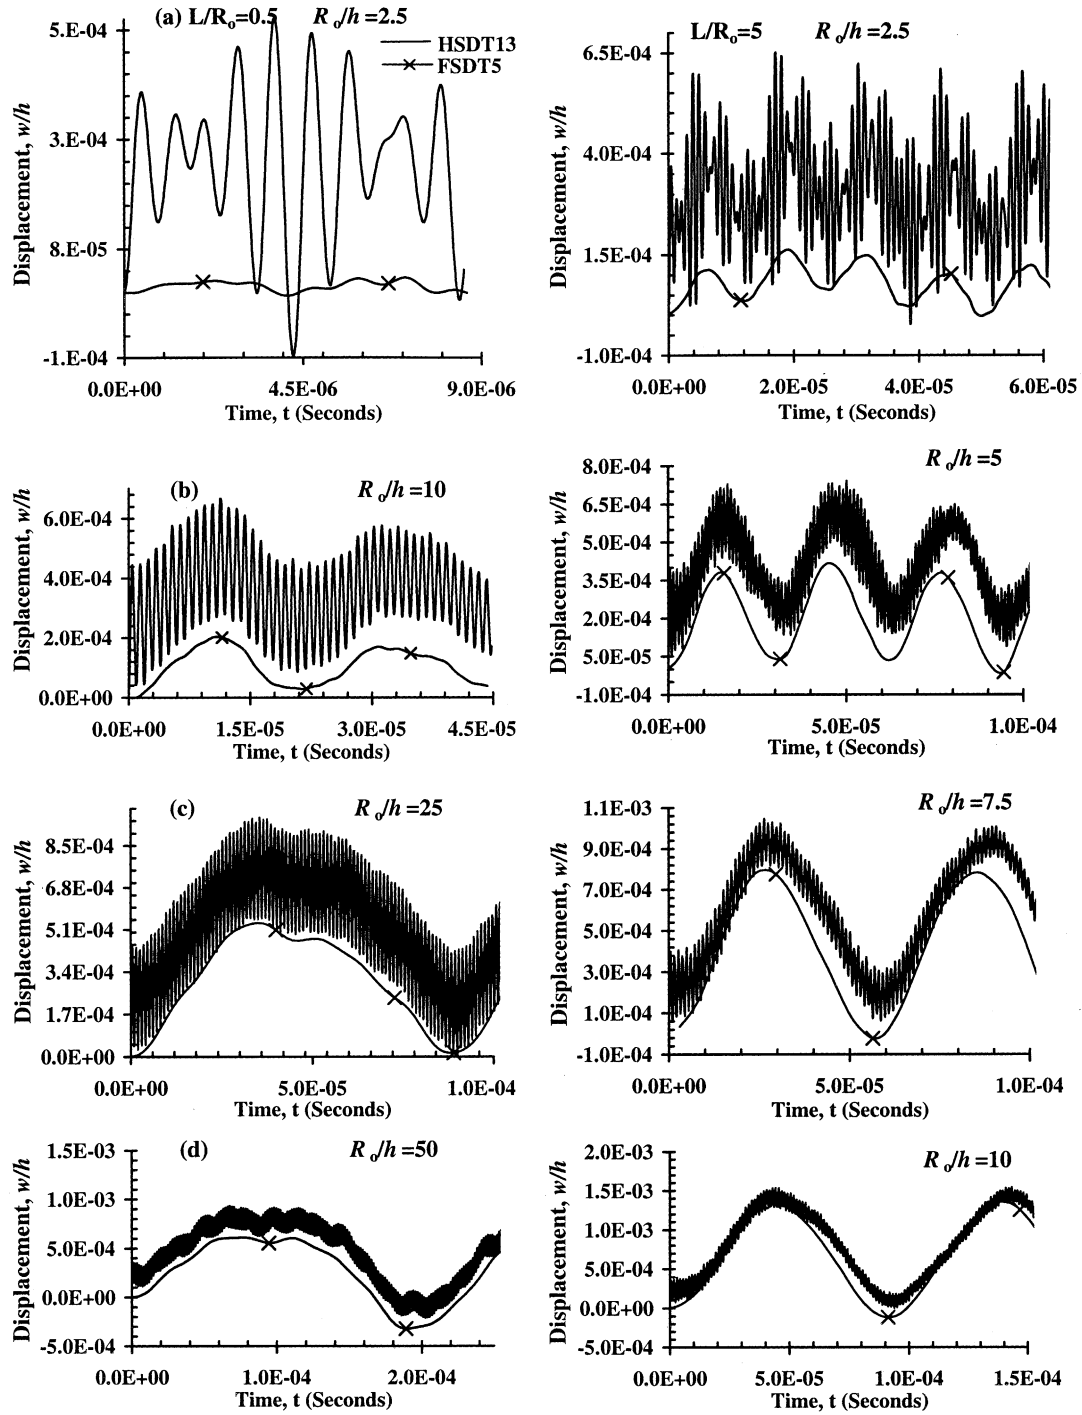 (a) L/Ro=0.5 Ro/h=2.5
HSDT13
FSDT5
5.E-04
3.E-04
8.E-05
-1.E-04
Displacement, w/h
0.0E+00 4.5E-06 9.0E-06
Time, t (Seconds)
L/Ro=5 Ro/h=2.5
6.5E-04
4.0E-04
1.5E-04
-1.0E-04
Displacement, w/h
0.0E+00 2.0E-05 4.0E-05 6.0E-05
Time, t (Seconds)
(b) Ro/h=10
6.0E-04
4.0E-04
2.0E-04
0.0E+00
Displacement, w/h
0.0E+00 1.5E-05 3.0E-05 4.5E-05
Time, t (Seconds)
Ro/h=5
8.0E-04
6.5E-04
5.0E-04
3.5E-04
2.0E-04
5.0E-05
-1.0E-04
Displacement, w/h
0.0E+00 5.0E-05 1.0E-04
Time, t (Seconds)
(c) Ro/h=25
8.5E-04
6.8E-04
5.1E-04
3.4E-04
1.7E-04
0.0E+00
Displacement, w/h
0.0E+00 5.0E-05 1.0E-04
Time, t (Seconds)
Ro/h=7.5
1.1E-03
9.0E-04
7.0E-04
5.0E-04
3.0E-04
1.0E-04
-1.0E-04
Displacement, w/h
0.0E+00 5.0E-05 1.0E-04
Time, t (Seconds)
(d) Ro/h=50
1.5E-03
1.0E-03
5.0E-04
0.0E+00
-5.0E-04
Displacement, w/h
0.0E+00 1.0E-04 2.0E-04
Time, t (Seconds)
Ro/h=10
2.0E-03
1.5E-03
1.0E-03
5.0E-04
0.0E+00
-5.0E-04
Displacement, w/h
0.0E+00 5.0E-05 1.0E-04 1.5E-04
Time, t (Seconds)